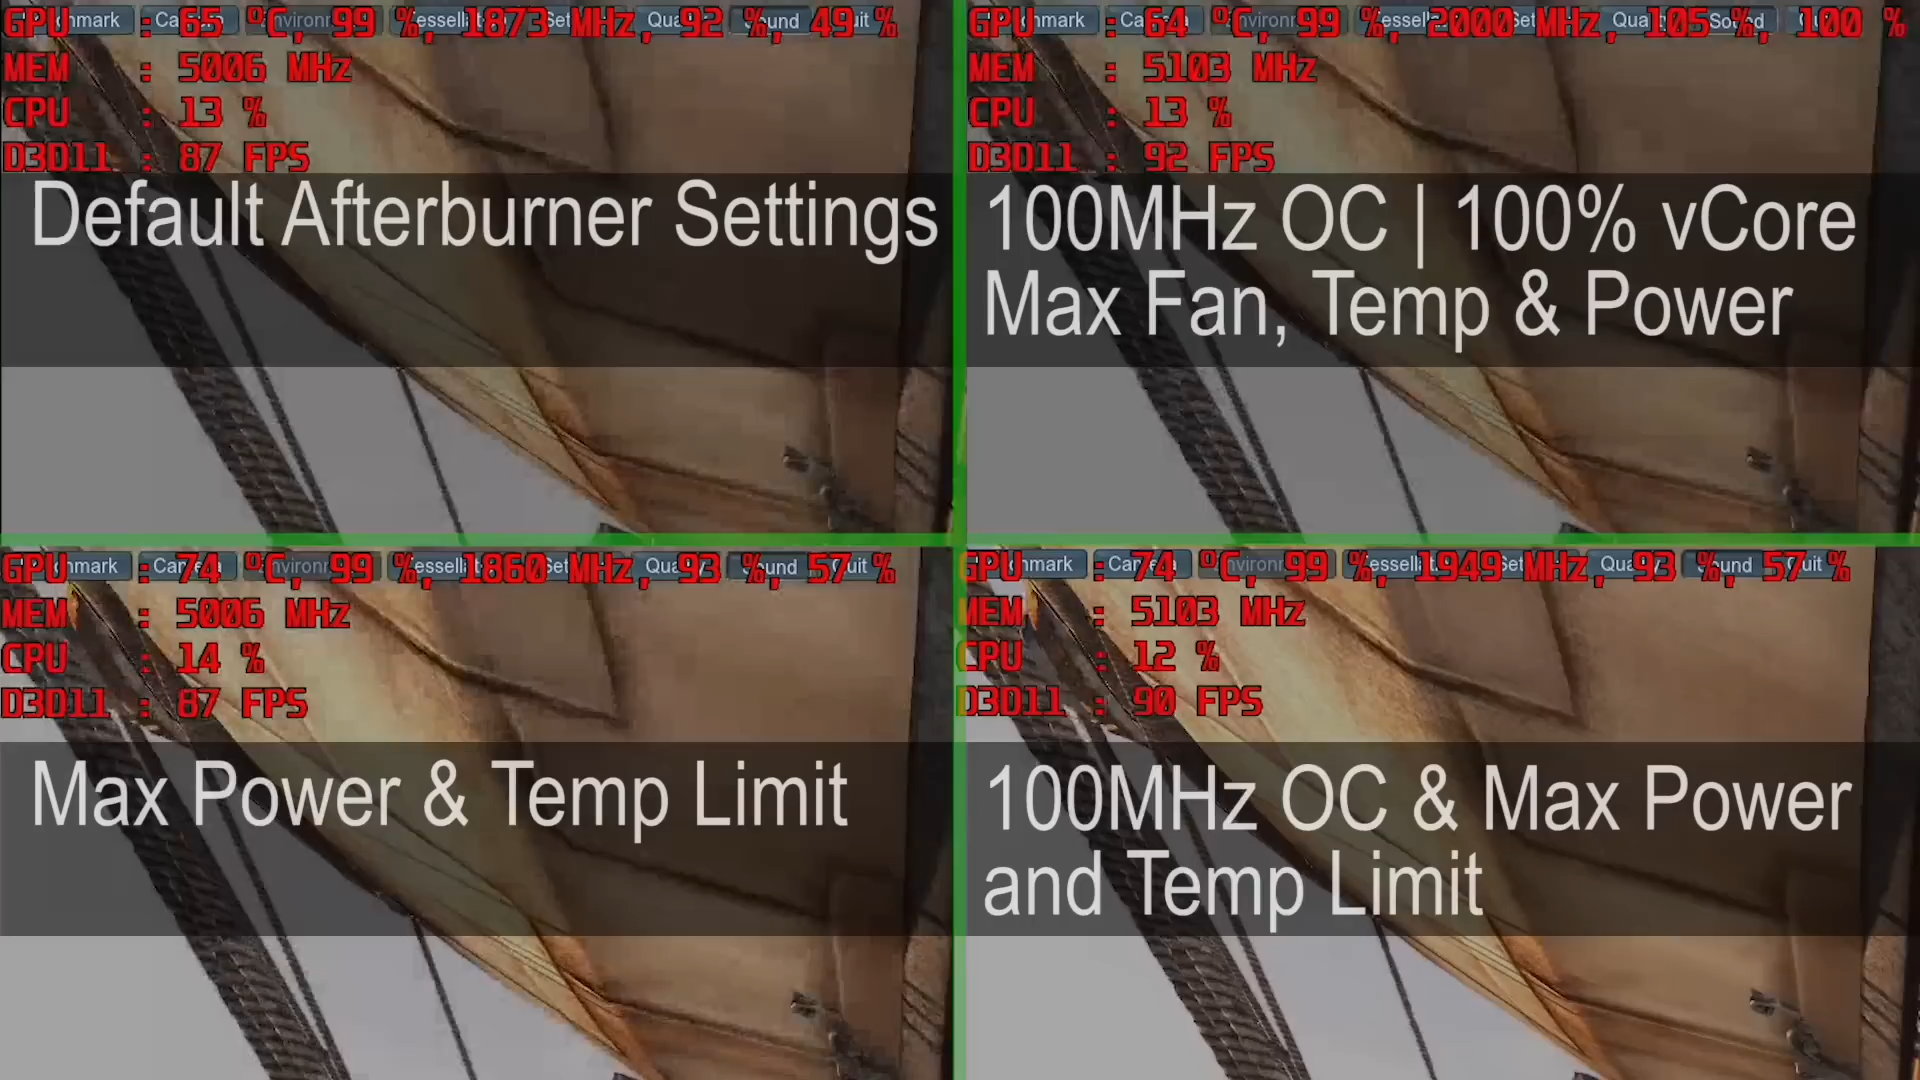 GPU : 65 °C, 99 %, 1873 MHz, 92 %, 49 %
MEM : 5006 MHz
CPU : 13 %
D3D11 : 87 FPS
Default Afterburner Settings
GPU : 64 °C, 99 %, 2000 MHz, 105 %, 100 %
MEM : 5103 MHz
CPU : 13 %
D3D11 : 92 FPS
100MHz OC | 100% vCore
Max Fan, Temp & Power
GPU : 74 °C, 99 %, 1860 MHz, 93 %, 57 %
MEM : 5006 MHz
CPU : 14 %
D3D11 : 87 FPS
Max Power & Temp Limit
GPU : 74 °C, 99 %, 1949 MHz, 93 %, 57 %
MEM : 5103 MHz
CPU : 12 %
D3D11 : 90 FPS
100MHz OC & Max Power
and Temp Limit